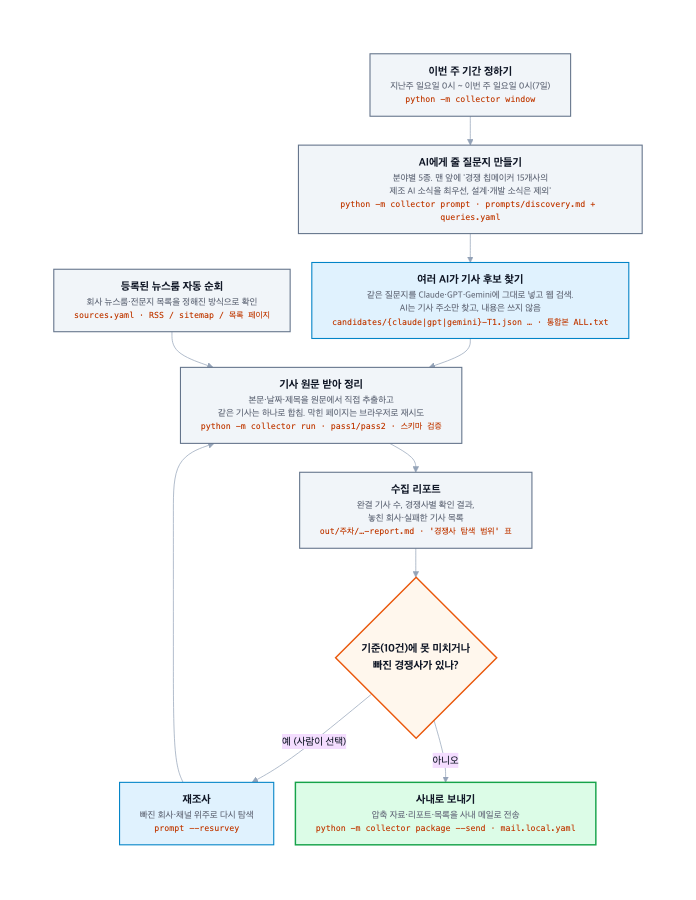 이번 주 기간 정하기
지난주 일요일 0시 ~ 이번 주 일요일 0시(7일)
python -m collector window
AI에게 줄 질문지 만들기
분야별 5종. 맨 앞에 '경쟁 칩메이커 15개사의
제조 AI 소식을 최우선, 설계·개발 소식은 제외'
python -m collector prompt · prompts/discovery.md +
queries.yaml
등록된 뉴스룸 자동 순회
회사 뉴스룸·전문지 목록을 정해진 방식으로 확인
sources.yaml · RSS / sitemap / 목록 페이지
여러 AI가 기사 후보 찾기
같은 질문지를 Claude·GPT·Gemini에 그대로 넣고 웹 검색.
AI는 기사 주소만 찾고, 내용은 쓰지 않음
candidates/{claude|gpt|gemini}-T1.json … · 통합본 ALL.txt
기사 원문 받아 정리
본문·날짜·제목을 원문에서 직접 추출하고
같은 기사는 하나로 합침. 막힌 페이지는 브라우저로 재시도
python -m collector run · pass1/pass2 · 스키마 검증
수집 리포트
완결 기사 수, 경쟁사별 확인 결과,
놓친 회사·실패한 기사 목록
out/주차/…-report.md · '경쟁사 탐색 범위' 표
기준(10건)에 못 미치거나
빠진 경쟁사가 있나?
예 (사람이 선택)
아니오
재조사
빠진 회사·채널 위주로 다시 탐색
prompt --resurvey
사내로 보내기
압축 자료·리포트·목록을 사내 메일로 전송
python -m collector package --send · mail.local.yaml